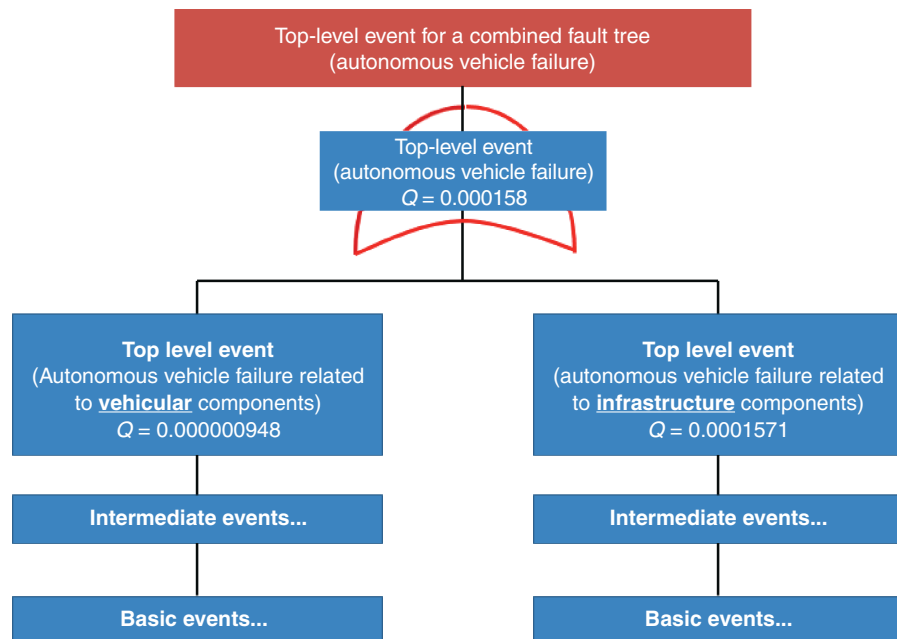 Top-level event for a combined fault tree
(autonomous vehicle failure)
Top-level event
(autonomous vehicle failure)
Q = 0.000158
Top level event
(Autonomous vehicle failure related
to vehicular components)
Q = 0.000000948
Top level event
(autonomous vehicle failure related
to infrastructure components)
Q = 0.0001571
Intermediate events...
Intermediate events...
Basic events...
Basic events...